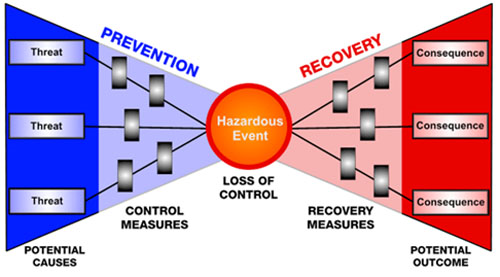 PREVENTION
RECOVERY
Threat
Threat
Threat
Hazardous
Event
Consequence
Consequence
Consequence
LOSS OF
CONTROL
CONTROL
MEASURES
RECOVERY
MEASURES
POTENTIAL
CAUSES
POTENTIAL
OUTCOME